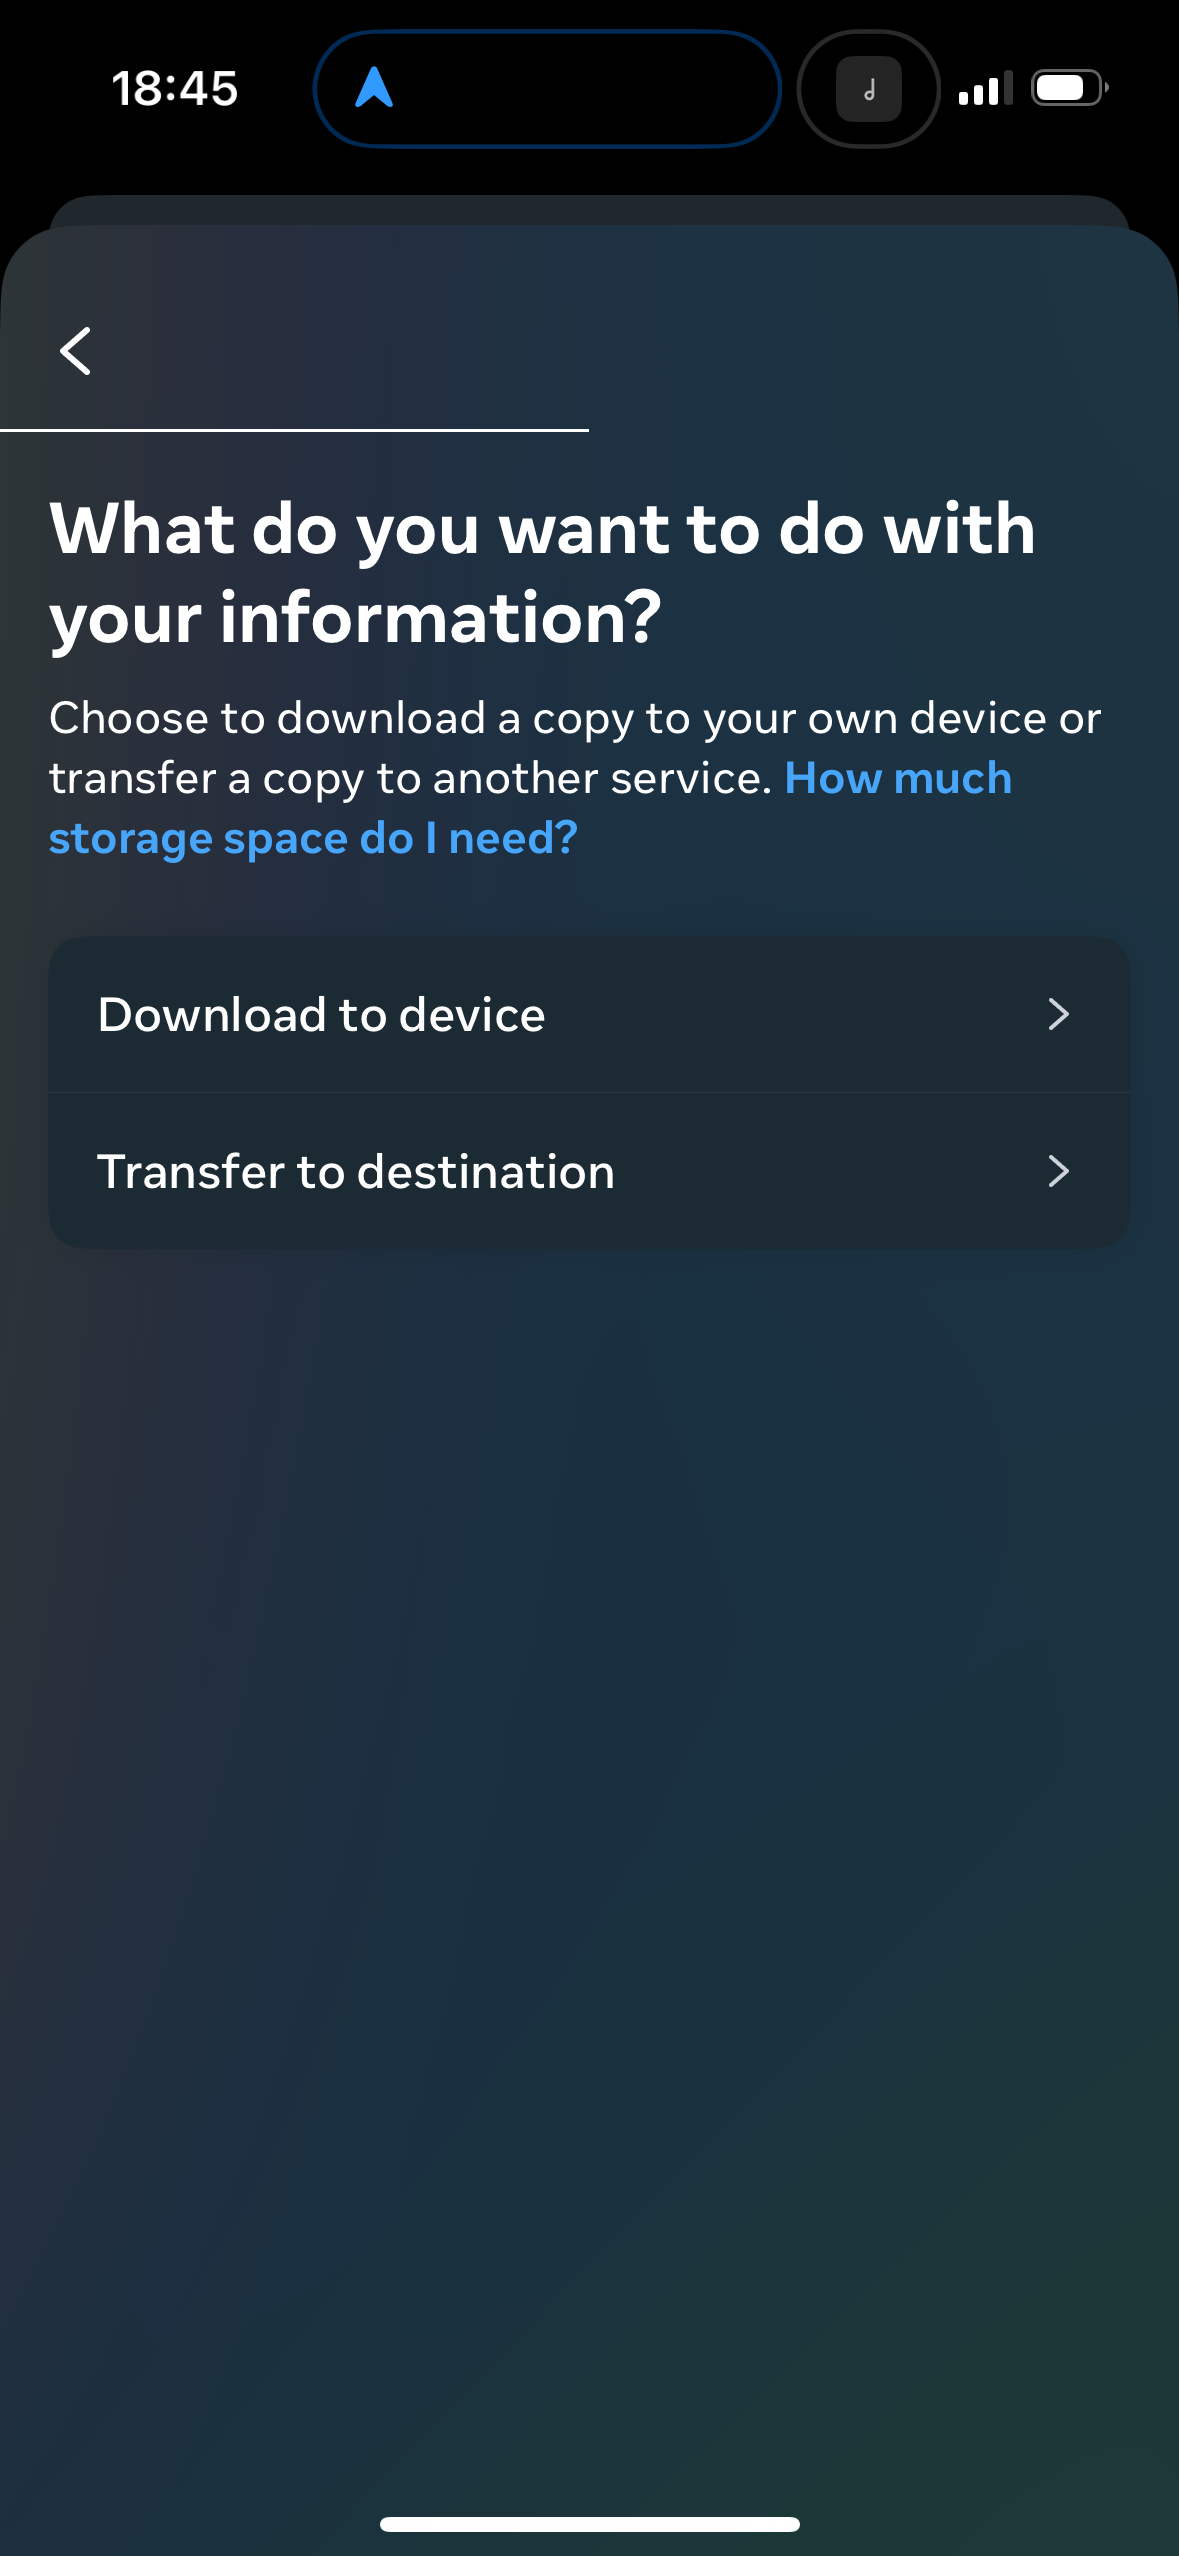 18:45
What do you want to do with
your information?
Choose to download a copy to your own device or
transfer a copy to another service. How much
storage space do I need?
Download to device
Transfer to destination